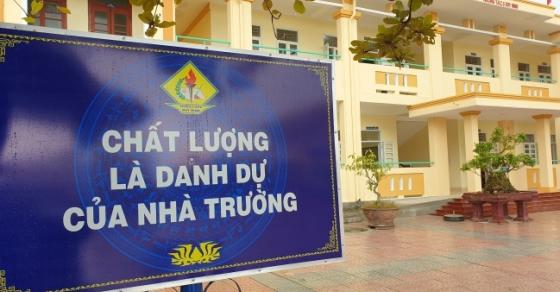 CHẤT LƯỢNG
LÀ DANH DỰ
CỦA NHÀ TRƯỜNG